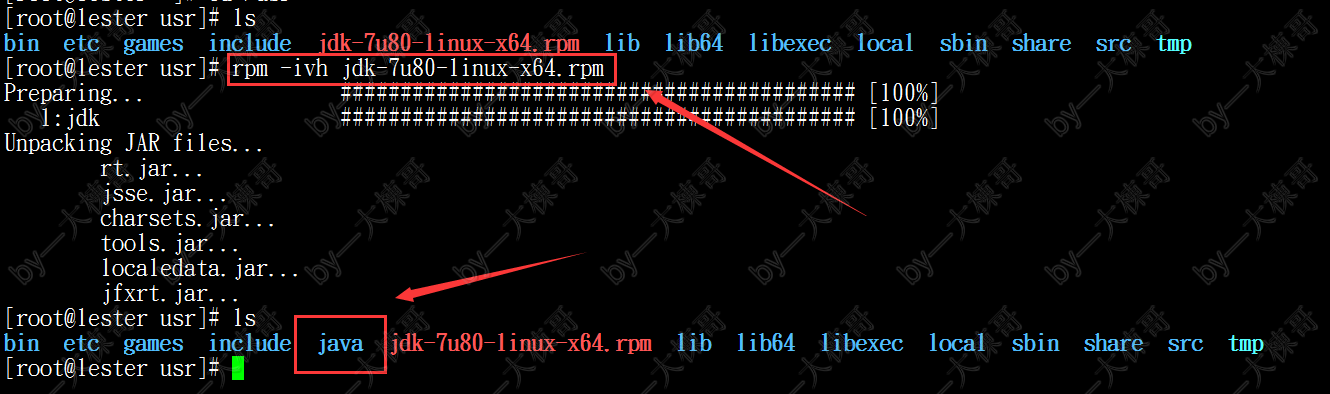 [root@lester usr]# ls
bin etc games include jdk-7u80-linux-x64.rpm lib lib64 libexec local sbin share src tmp
[root@lester usr]# rpm -ivh jdk-7u80-linux-x64.rpm
Preparing... ########################################### [100%]
1:jdk ########################################### [100%]
Unpacking JAR files...
rt.jar...
jsse.jar...
charsets.jar...
tools.jar...
localedata.jar...
jfxrt.jar...
[root@lester usr]# ls
bin etc games include java jdk-7u80-linux-x64.rpm lib lib64 libexec local sbin share src tmp
[root@lester usr]#
by—大栋哥